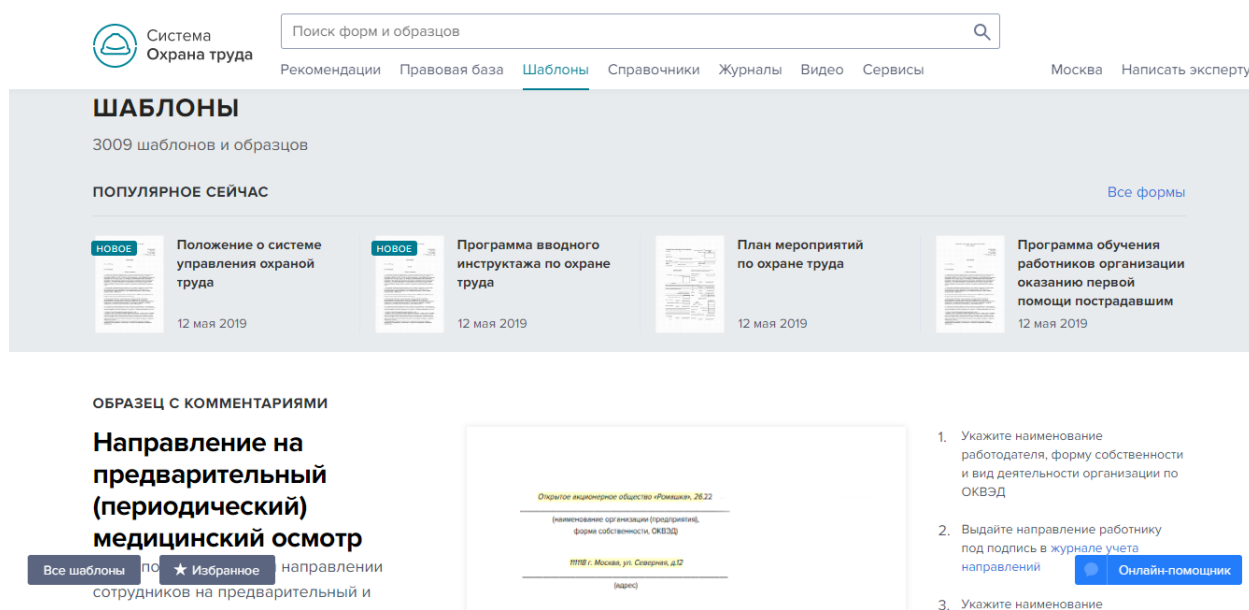 Система
Охрана труда
Поиск форм и образцов
Рекомендации Правовая база Шаблоны Справочники Журналы Видео Сервисы Москва Написать эксперту
ШАБЛОНЫ
3009 шаблонов и образцов
ПОПУЛЯРНОЕ СЕЙЧАС
Все формы
НОВОЕ
Положение о системе
управления охраной
труда
12 мая 2019
НОВОЕ
Программа вводного
инструктажа по охране
труда
12 мая 2019
План мероприятий
по охране труда
12 мая 2019
Программа обучения
работников организации
оказанию первой
помощи пострадавшим
12 мая 2019
ОБРАЗЕЦ С КОММЕНТАРИЯМИ
Направление на
предварительный
(периодический)
медицинский осмотр
направлении
сотрудников на предварительный и
Все шаблоны
★ Избранное
Открытое акционерное общество «Ромашка», 26.22
(наименование организации (предприятия),
форма собственности, ОКВЭД)
111118 г. Москва, ул. Северная, д.12
(адрес)
1. Укажите наименование
работодателя, форму собственности
и вид деятельности организации по
ОКВЭД
2. Выдайте направление работнику
под подпись в журнале учета
направлений
3. Укажите наименование
Онлайн-помощник